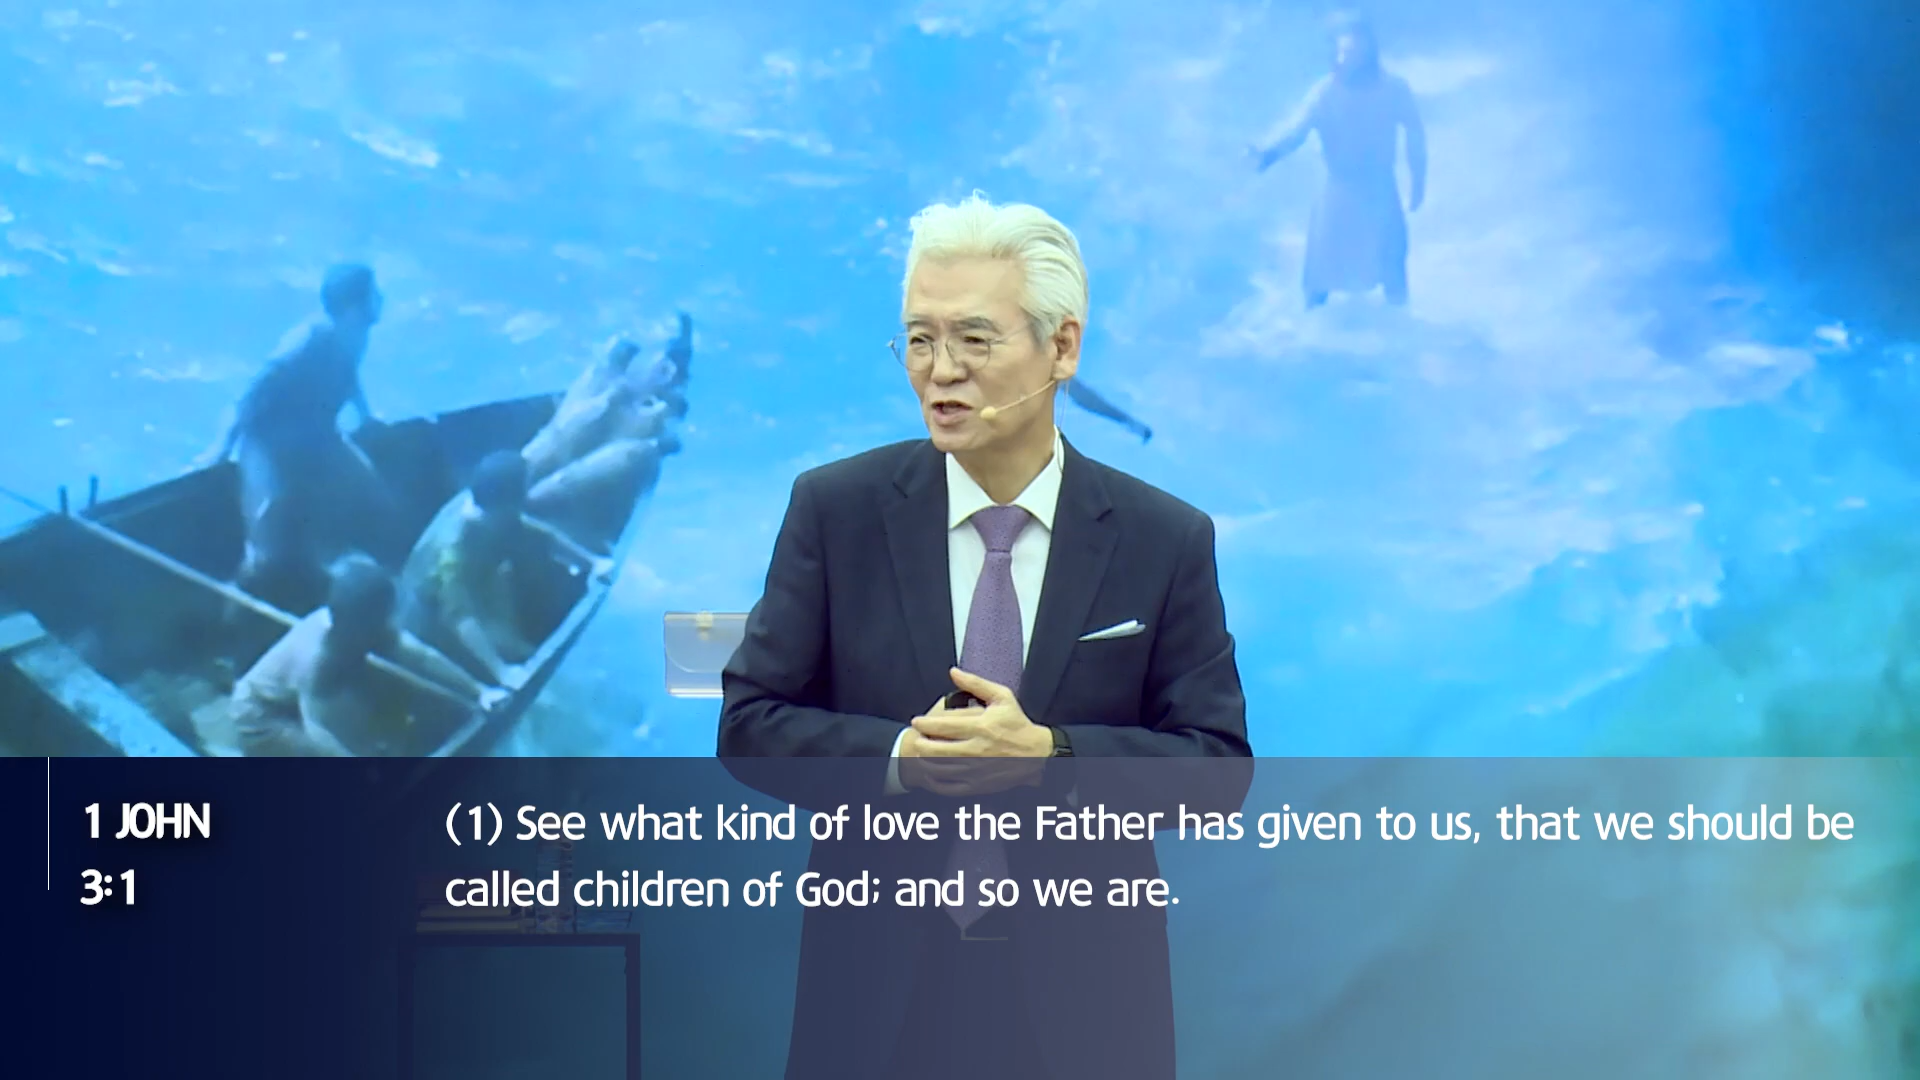 1 JOHN
3:1
(1) See what kind of love the Father has given to us, that we should be
called children of God; and so we are.